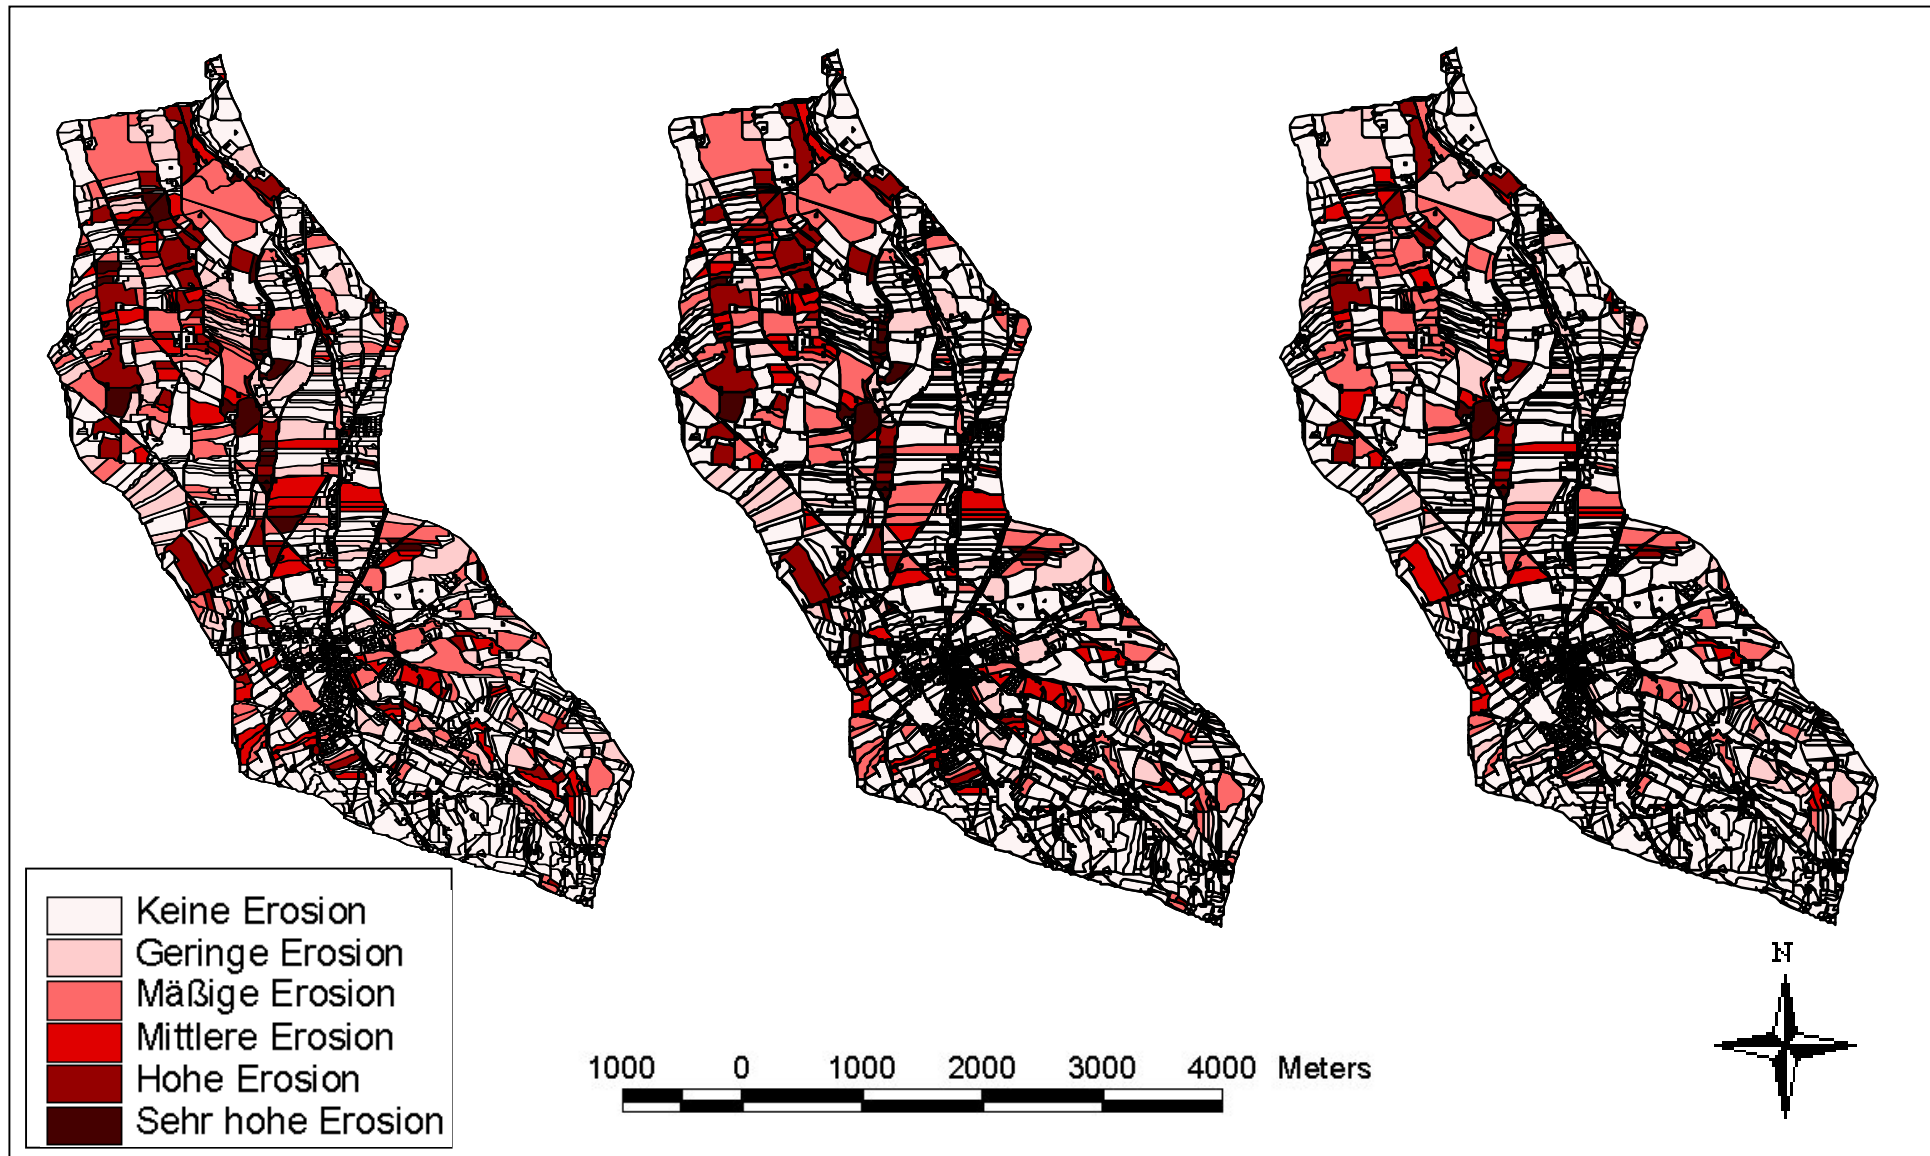 Keine Erosion
Geringe Erosion
Mäßige Erosion
Mittlere Erosion
Hohe Erosion
Sehr hohe Erosion
1000 0 1000 2000 3000 4000 Meters
N